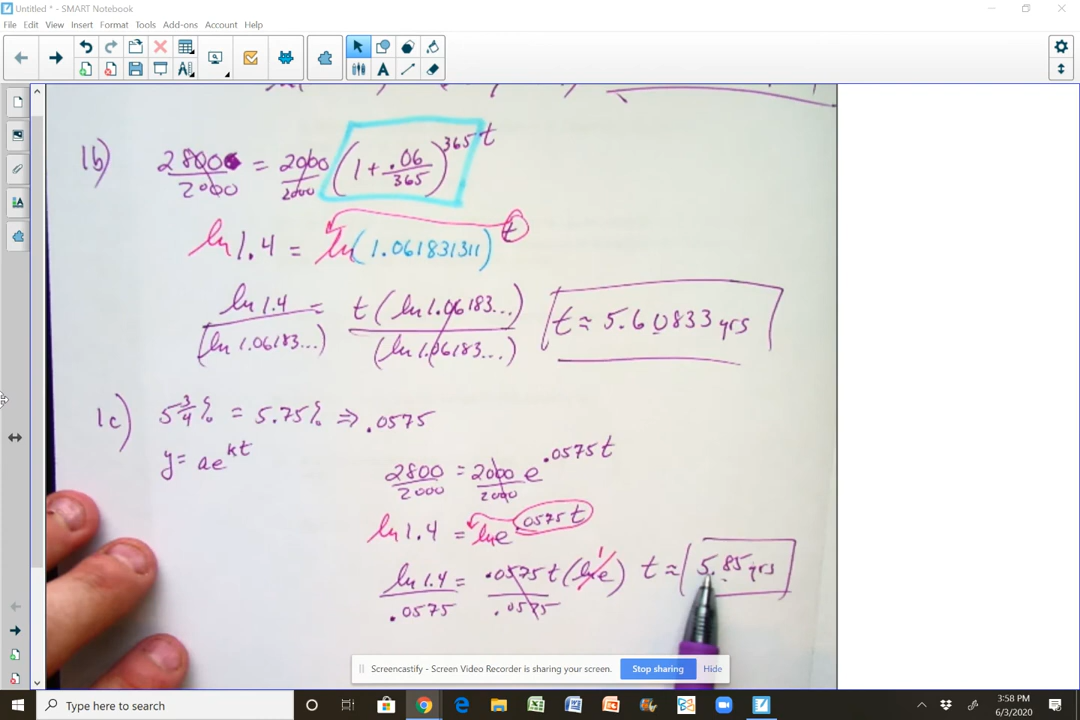 Untitled * - SMART Notebook
File Edit View Insert Format Tools Add-ons Account Help
1b) 2800/2000 = 2000/2000 (1 + .06/365)^365t
ln 1.4 = ln(1.061831311)^t
ln 1.4/(ln 1.06183...) = t(ln 1.06183...)/(ln 1.06183...) t ≈ 5.60833 yrs
1c) 5 3/4% = 5.75% ⇒ .0575
y = ae^kt
2800/2000 = 2000/2000 e^.0575t
ln 1.4 = ln e^.0575t
ln 1.4/.0575 = .0575t(ln e)/.0575 1 t ≈ 5.85 yrs
Screencastify - Screen Video Recorder is sharing your screen. Stop sharing Hide
Type here to search
3:58 PM
6/3/2020